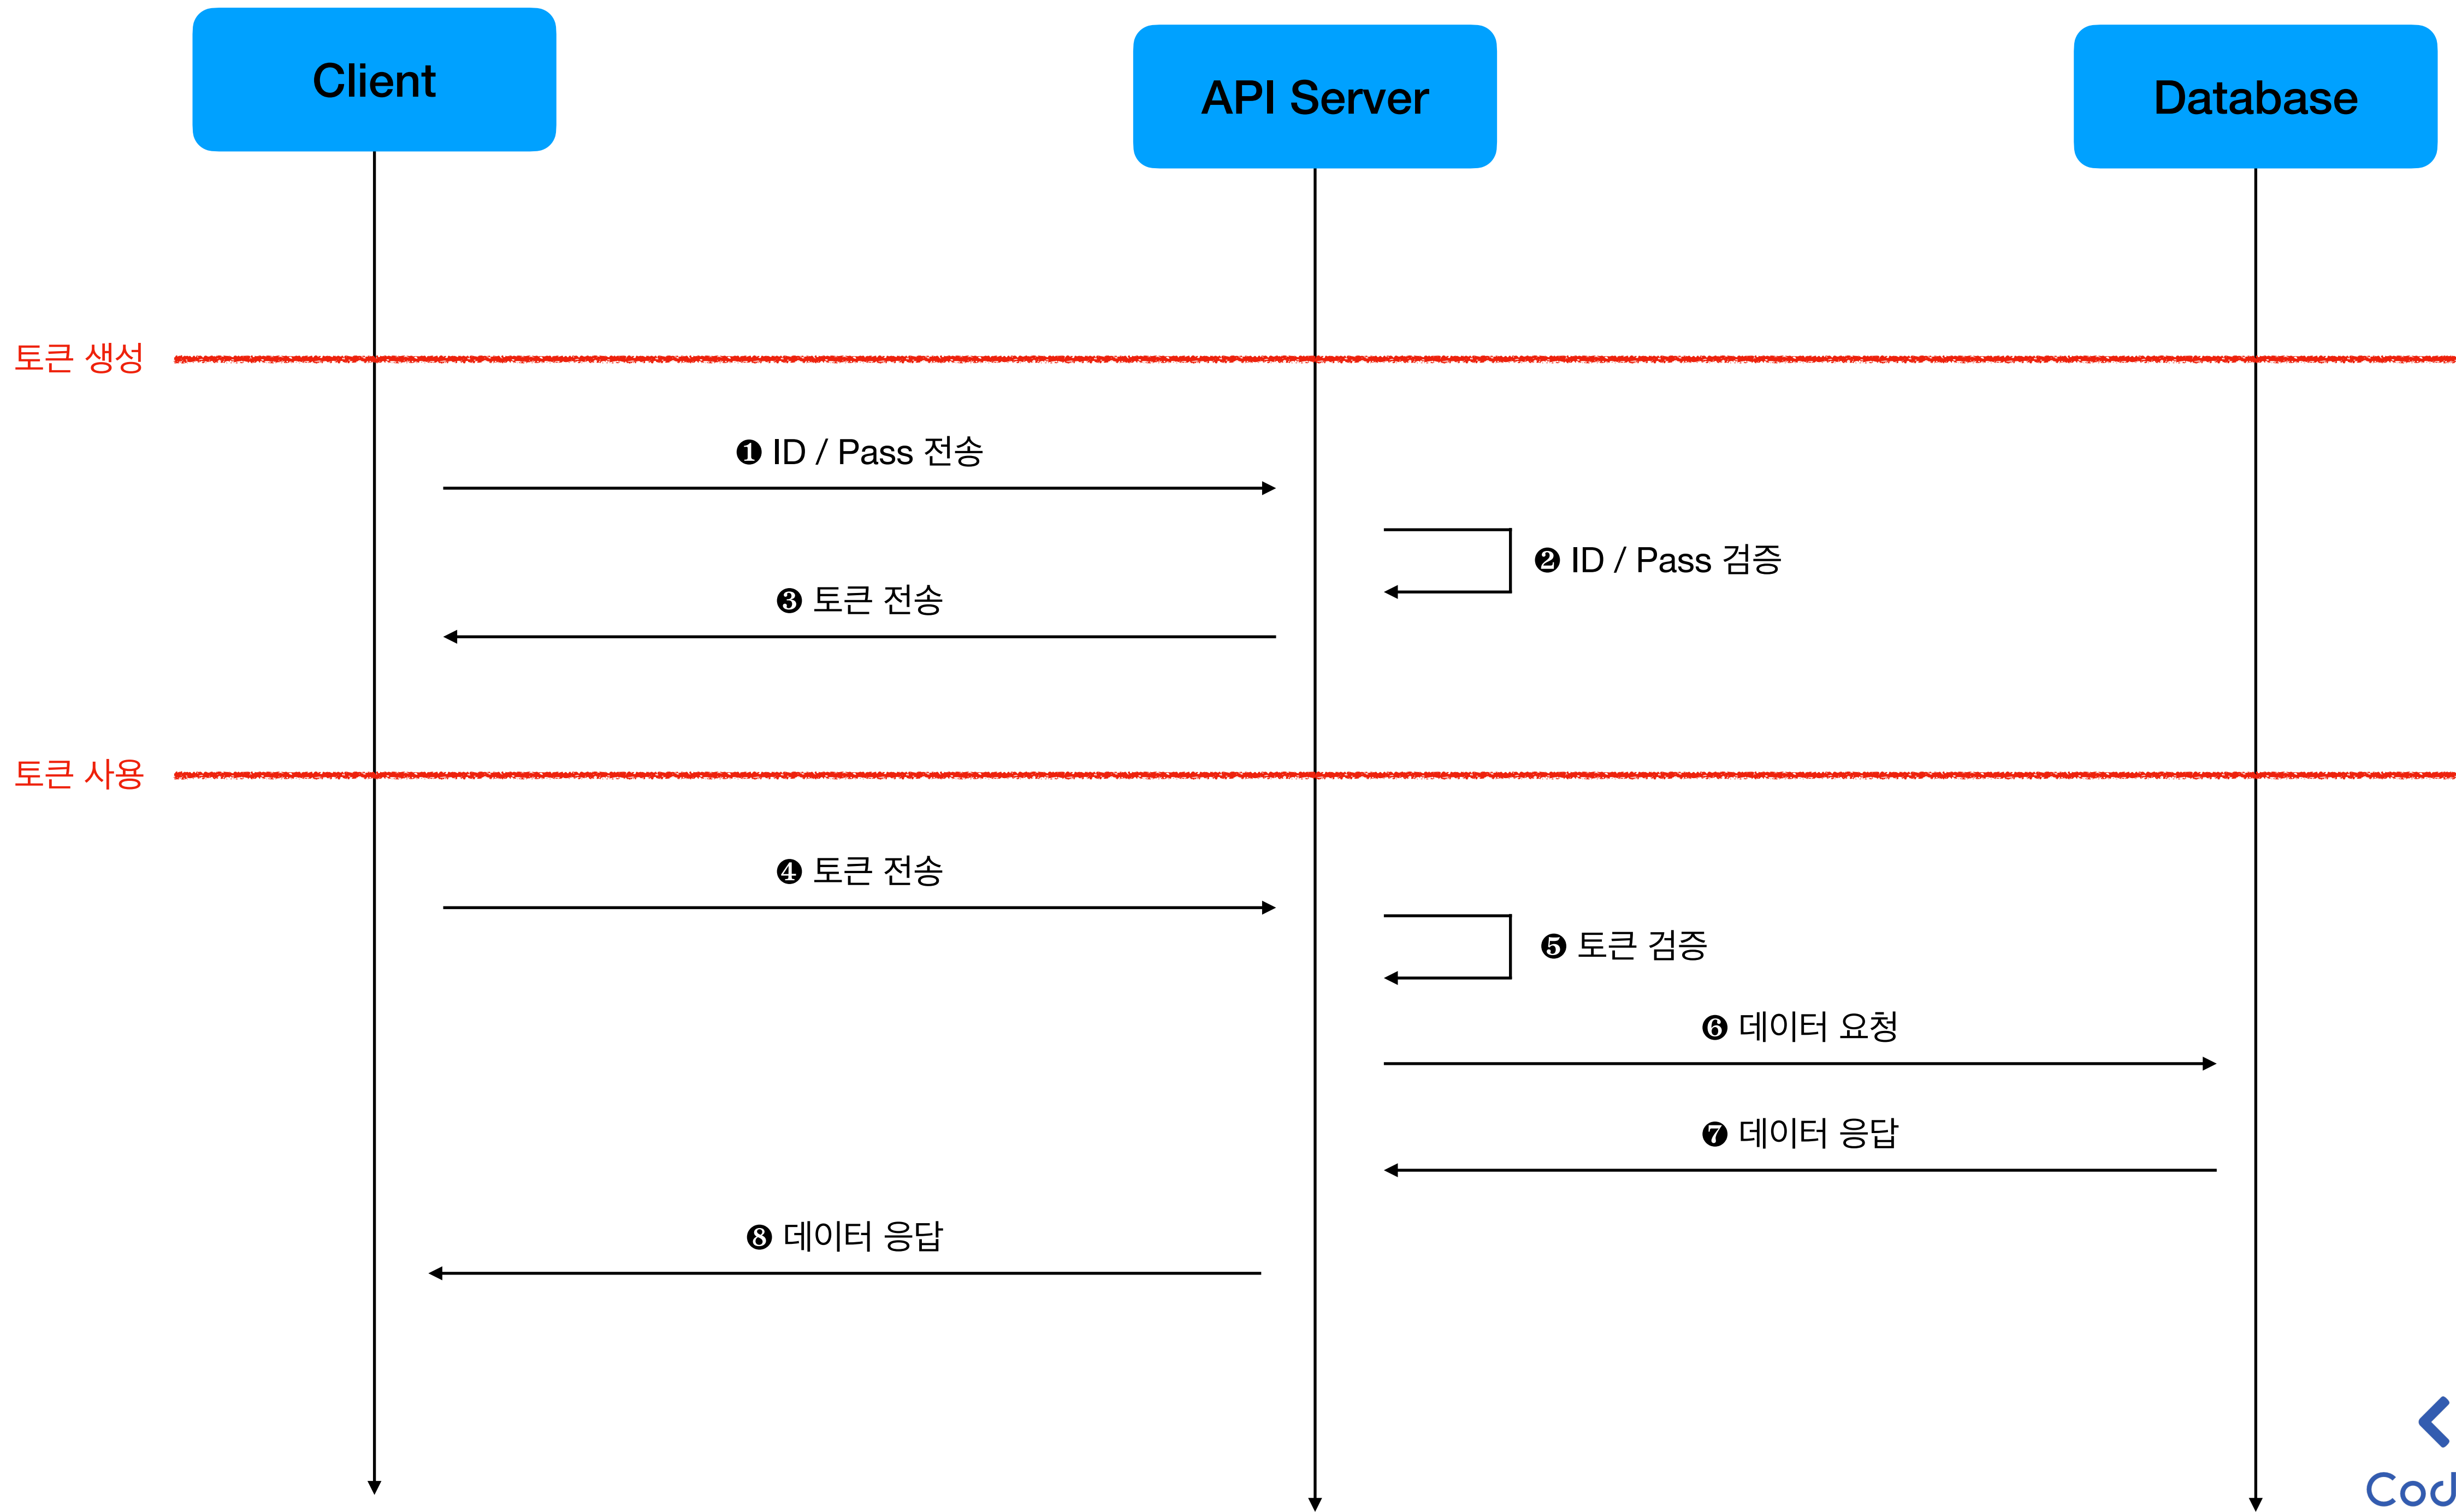 Client
API Server
Database
토큰 생성
❶ ID / Pass 전송
❷ ID / Pass 검증
❸ 토큰 전송
토큰 사용
❹ 토큰 전송
❺ 토큰 검증
❻ 데이터 요청
❼ 데이터 응답
❽ 데이터 응답
Cod